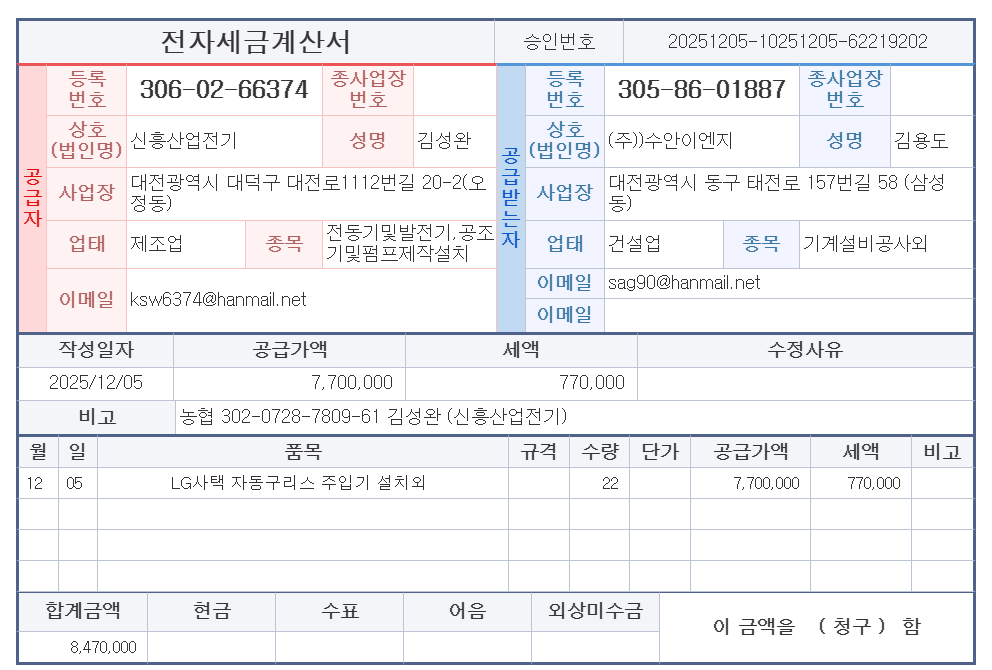 전자세금계산서 승인번호 20251205-10251205-62219202
공급자
등록번호 306-02-66374 종사업장번호
상호(법인명) 신흥산업전기 성명 김성완
사업장 대전광역시 대덕구 대전로1112번길 20-2(오정동)
업태 제조업 종목 전동기및발전기,공조기및펌프제작설치
이메일 ksw6374@hanmail.net
공급받는자
등록번호 305-86-01887 종사업장번호
상호(법인명) (주))수안이엔지 성명 김용도
사업장 대전광역시 동구 태전로 157번길 58 (삼성동)
업태 건설업 종목 기계설비공사외
이메일 sag90@hanmail.net
이메일
작성일자 공급가액 세액 수정사유
2025/12/05 7,700,000 770,000
비고 농협 302-0728-7809-61 김성완 (신흥산업전기)
월 일 품목 규격 수량 단가 공급가액 세액 비고
12 05 LG사택 자동구리스 주입기 설치외 22 7,700,000 770,000
합계금액 현금 수표 어음 외상미수금 이 금액을 ( 청구 ) 함
8,470,000